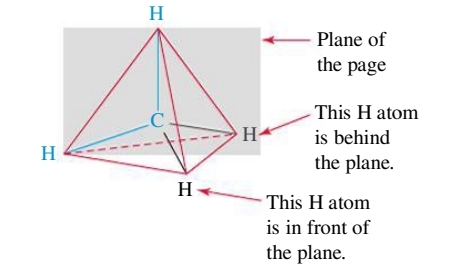 H
Plane of
the page
C
This H atom
is behind
the plane.
H
H
H
This H atom
is in front of
the plane.